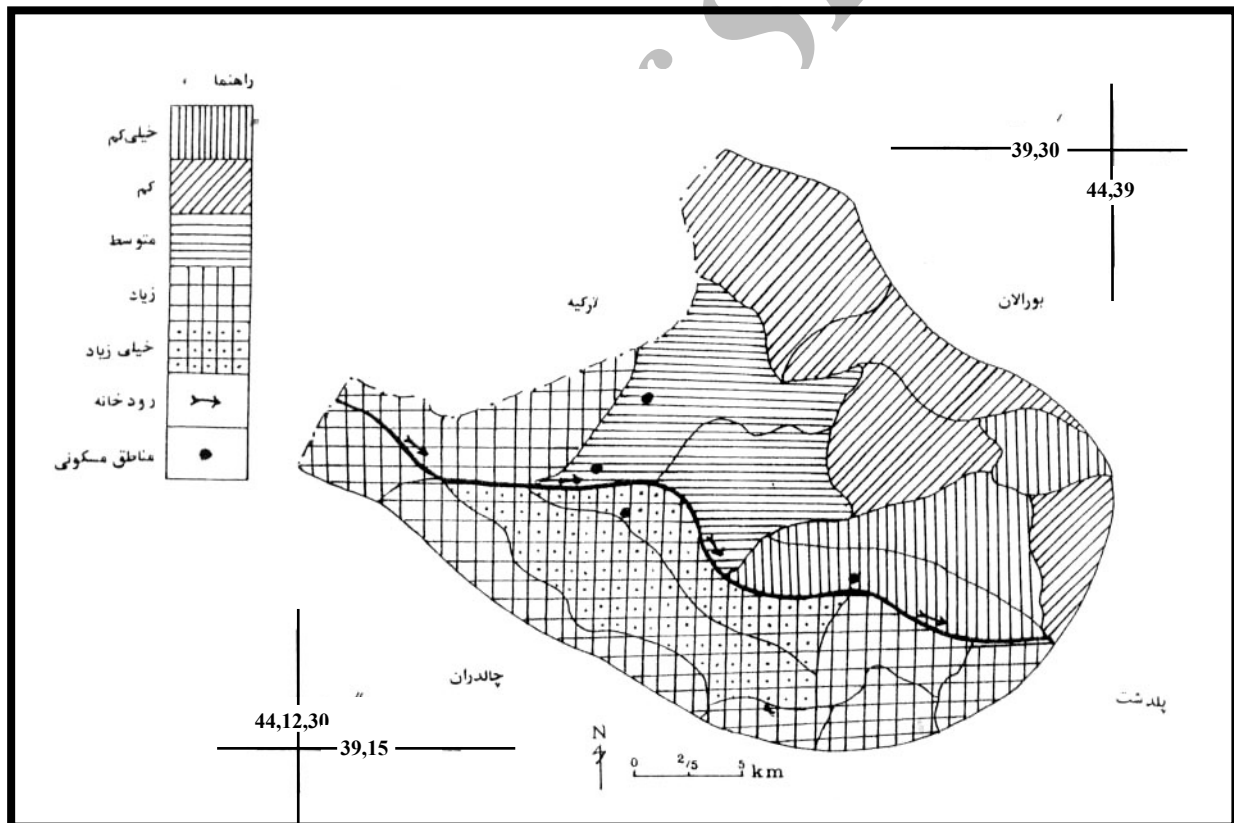 راهنما
خیلی کم
کم
متوسط
زیاد
خیلی زیاد
رودخانه
مناطق مسکونی
39,30
44,39
ترکیه
بورالان
چالدران
پلدشت
44,12,30
39,15
N
0 2/5 5 km